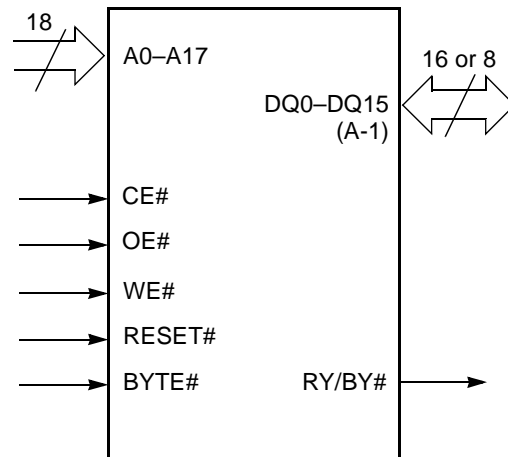 18
16 or 8
A0–A17
DQ0–DQ15
(A-1)
CE#
OE#
WE#
RESET#
BYTE#
RY/BY#